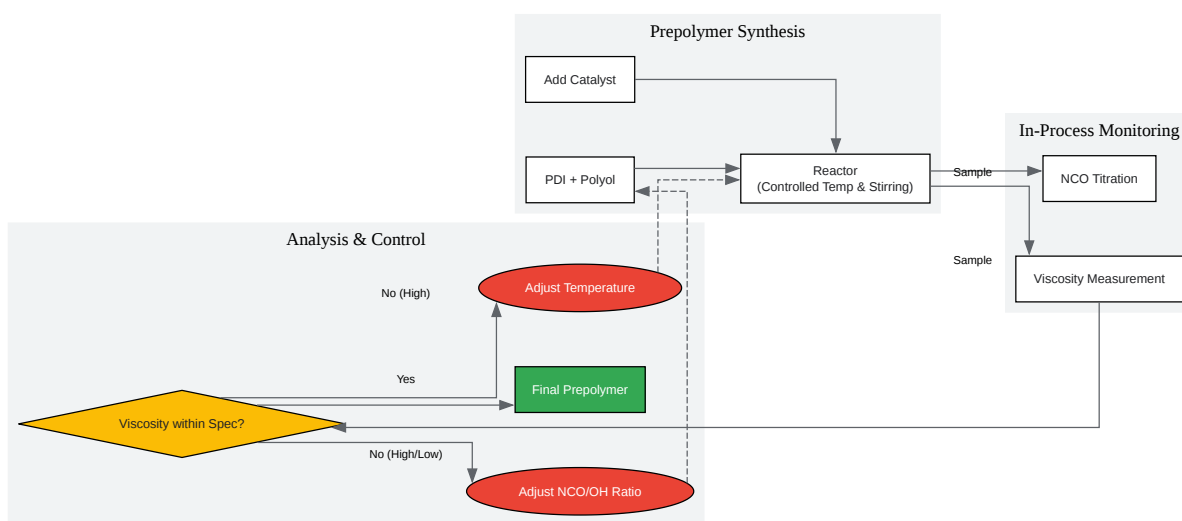 Prepolymer Synthesis
Add Catalyst
PDI + Polyol
Reactor
(Controlled Temp & Stirring)
In-Process Monitoring
Sample
NCO Titration
Sample
Viscosity Measurement
Analysis & Control
No (High)
Adjust Temperature
Yes
Final Prepolymer
Viscosity within Spec?
No (High/Low)
Adjust NCO/OH Ratio